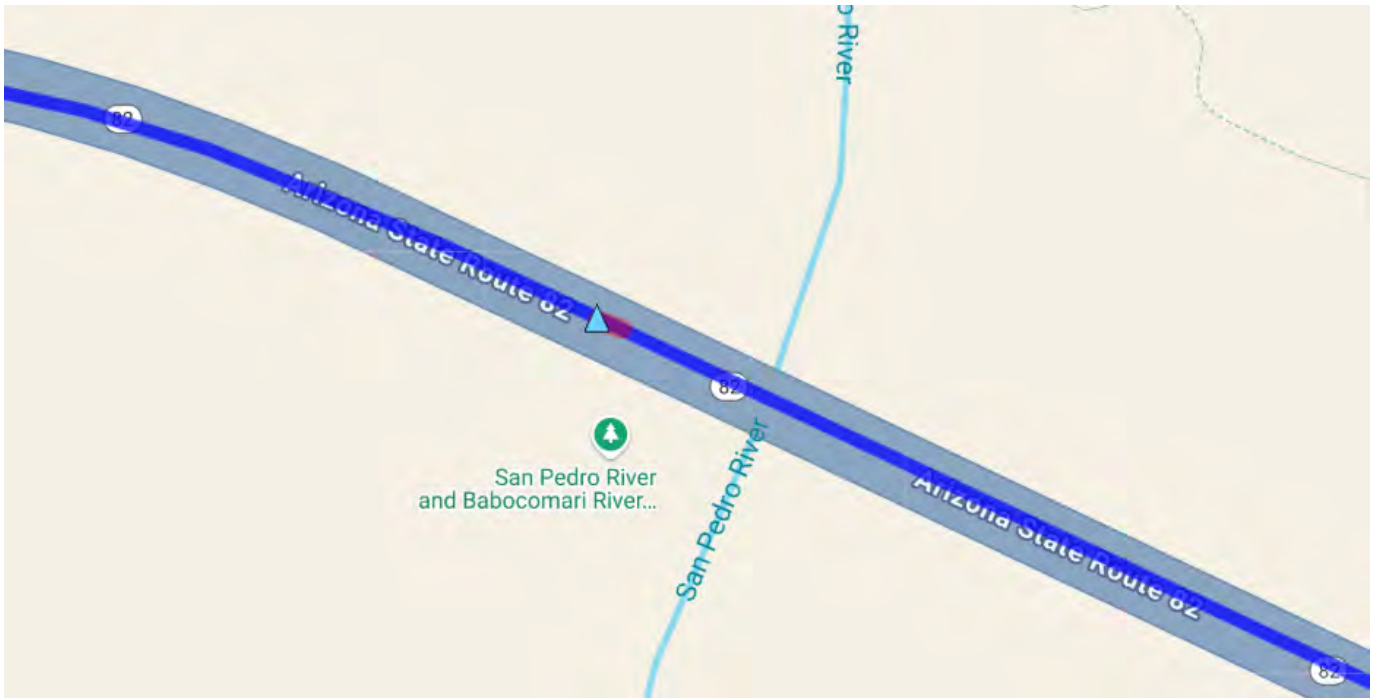 o River
82
Arizona State Route 82
82
San Pedro River
and Babocomari River...
San Pedro River
Arizona State Route 82
82